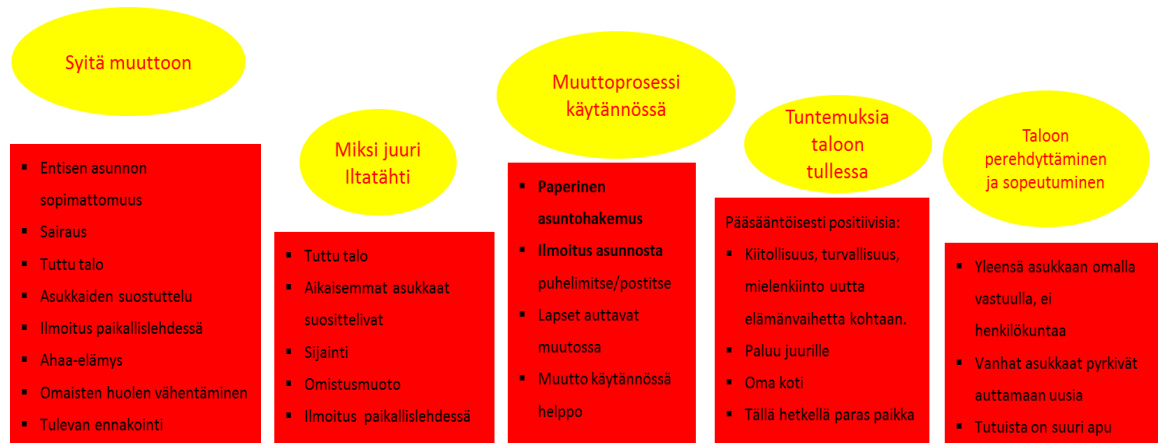 Syitä muuttoon
▪ Entisen asunnon
sopimattomuus
▪ Sairaus
▪ Tuttu talo
▪ Asukkaiden suostuttelu
▪ Ilmoitus paikallislehdessä
▪ Ahaa-elämys
▪ Omaisten huolen vähentäminen
▪ Tulevan ennakointi
Miksi juuri
Iltatähti
▪ Tuttu talo
▪ Aikaisemmat asukkaat
suosittelivat
▪ Sijainti
▪ Omistusmuoto
▪ Ilmoitus paikallislehdessä
Muuttoprosessi
käytännössä
▪ Paperinen
asuntohakemus
▪ Ilmoitus asunnosta
puhelimitse/postitse
▪ Lapset auttavat
muutossa
▪ Muutto käytännössä
helppo
Tuntemuksia
taloon
tullessa
Pääsääntöisesti positiivisia:
▪ Kiitollisuus, turvallisuus,
mielenkiinto uutta
elämänvaihetta kohtaan.
▪ Paluu juurille
▪ Oma koti
▪ Tällä hetkellä paras paikka
Taloon
perehdyttäminen
ja sopeutuminen
▪ Yleensä asukkaan omalla
vastuulla, ei
henkilökuntaa
▪ Vanhat asukkaat pyrkivät
auttamaan uusia
▪ Tutuista on suuri apu